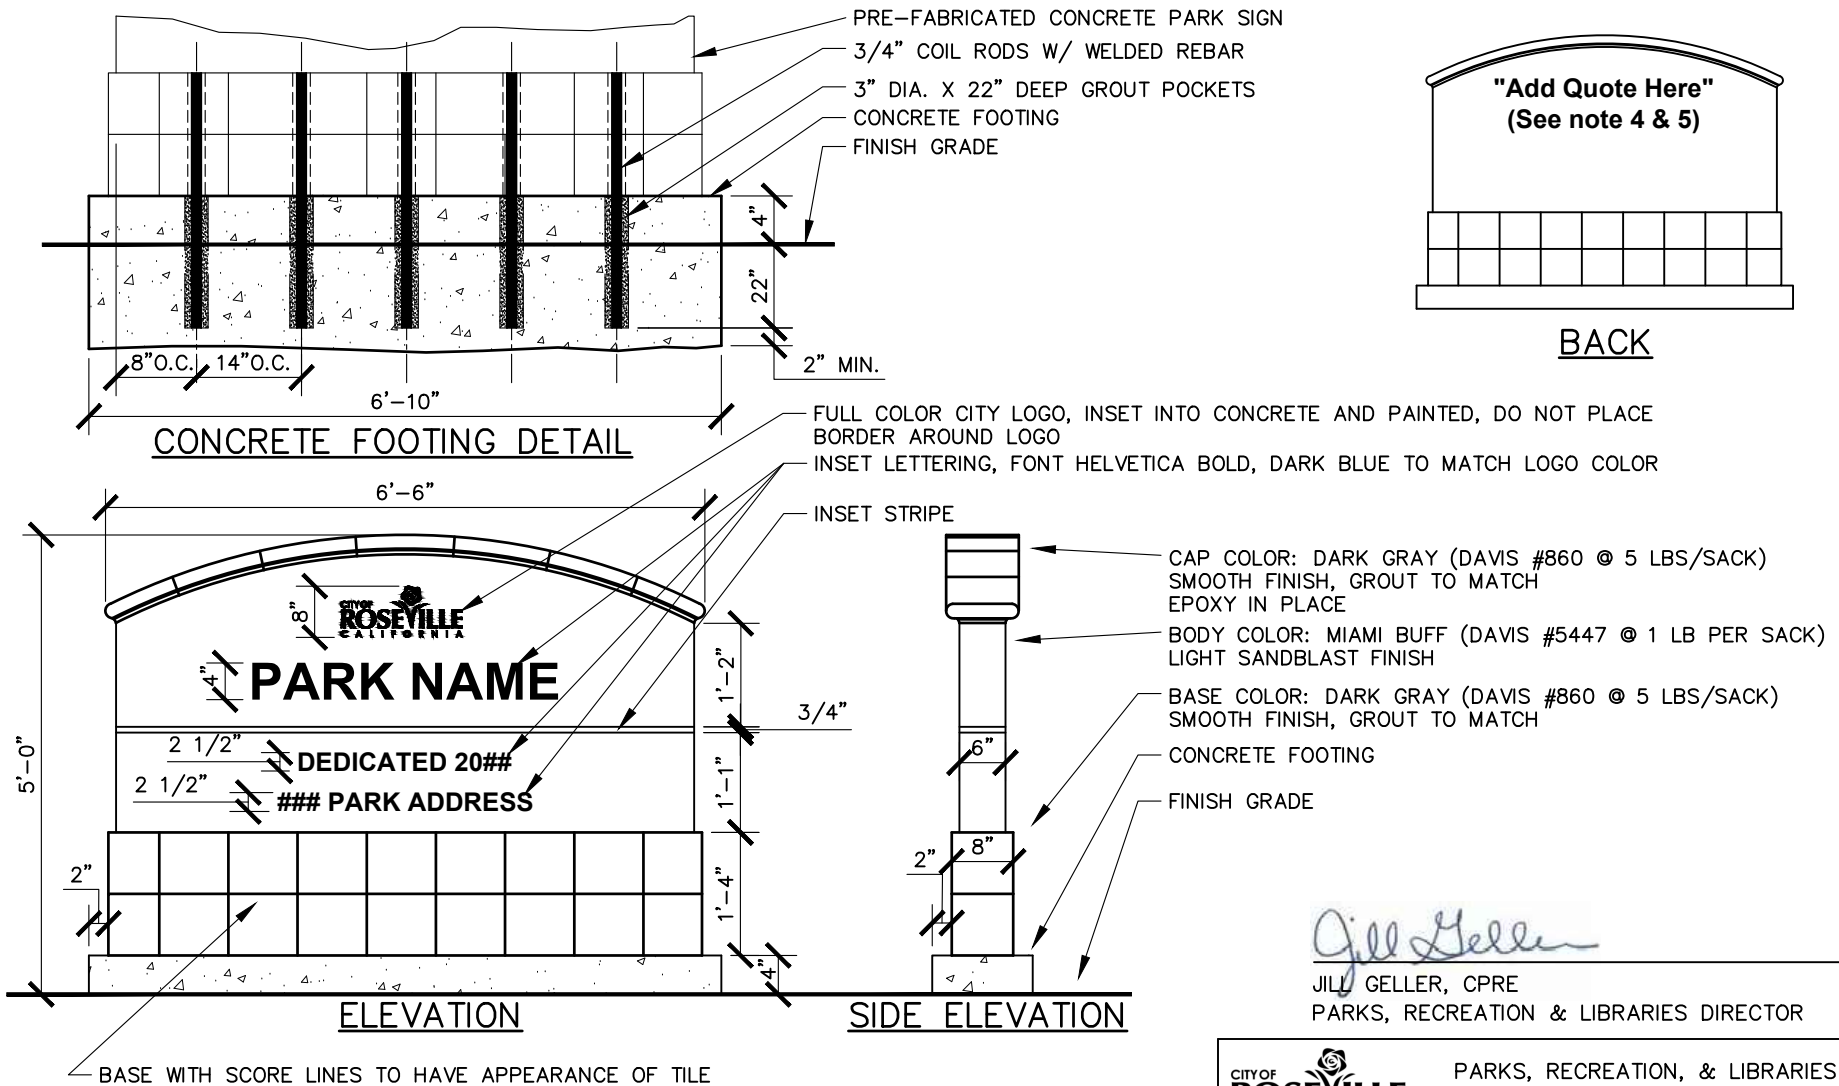 PRE-FABRICATED CONCRETE PARK SIGN
3/4" COIL RODS W/ WELDED REBAR
3" DIA. X 22" DEEP GROUT POCKETS
CONCRETE FOOTING
FINISH GRADE
4"
22"
2" MIN.
8"O.C.
14"O.C.
6'-10"
CONCRETE FOOTING DETAIL
"Add Quote Here"
(See note 4 & 5)
BACK
FULL COLOR CITY LOGO, INSET INTO CONCRETE AND PAINTED, DO NOT PLACE
BORDER AROUND LOGO
INSET LETTERING, FONT HELVETICA BOLD, DARK BLUE TO MATCH LOGO COLOR
INSET STRIPE
6'-6"
5'-0"
8"
CITY OF
ROSEVILLE
CALIFORNIA
4"
PARK NAME
1'-2"
3/4"
2 1/2"
DEDICATED 20##
2 1/2"
### PARK ADDRESS
1'-1"
2"
1'-4"
4"
ELEVATION
BASE WITH SCORE LINES TO HAVE APPEARANCE OF TILE
6"
2"
8"
SIDE ELEVATION
CAP COLOR: DARK GRAY (DAVIS #860 @ 5 LBS/SACK)
SMOOTH FINISH, GROUT TO MATCH
EPOXY IN PLACE
BODY COLOR: MIAMI BUFF (DAVIS #5447 @ 1 LB PER SACK)
LIGHT SANDBLAST FINISH
BASE COLOR: DARK GRAY (DAVIS #860 @ 5 LBS/SACK)
SMOOTH FINISH, GROUT TO MATCH
CONCRETE FOOTING
FINISH GRADE
Jill Geller
JILL GELLER, CPRE
PARKS, RECREATION & LIBRARIES DIRECTOR
CITY OF
ROSEVILLE
PARKS, RECREATION, & LIBRARIES